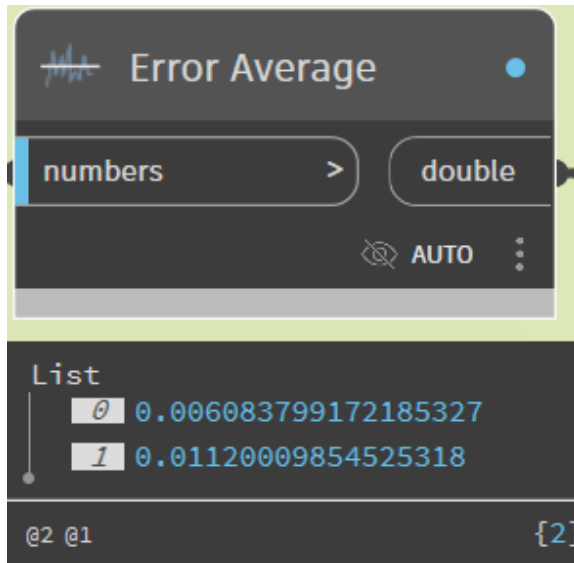 Error Average
numbers > double
AUTO
List
0 0.006083799172185327
1 0.01120009854525318
@2 @1 {2}